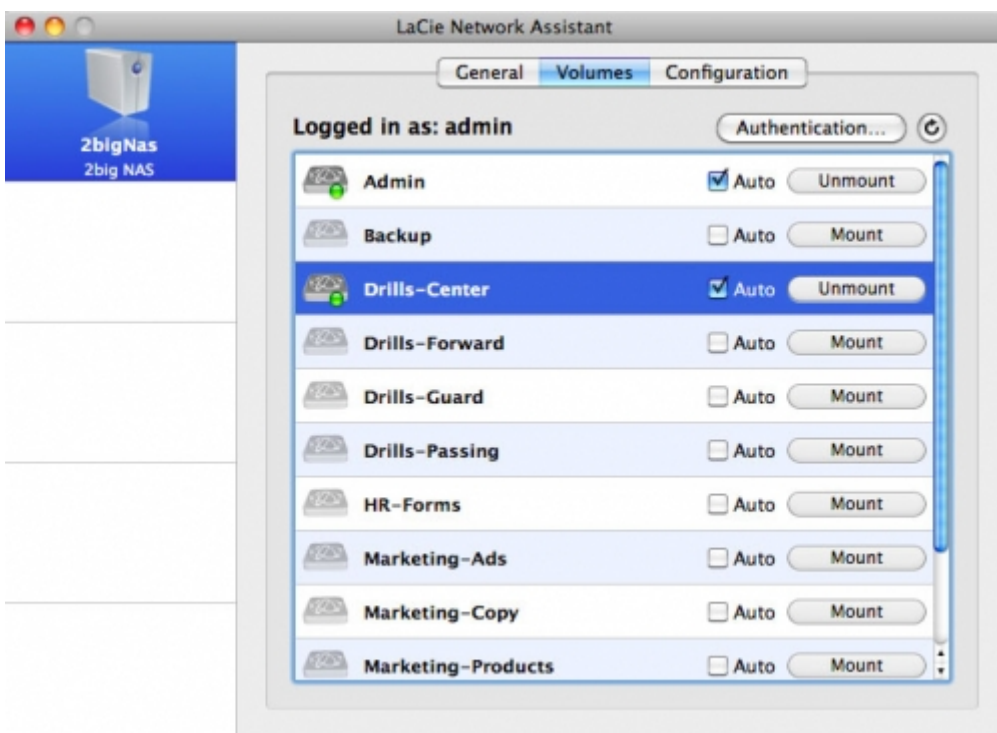 LaCie Network Assistant
2bigNas
2big NAS
General Volumes Configuration
Logged in as: admin Authentication...
Admin Auto Unmount
Backup Auto Mount
Drills-Center Auto Unmount
Drills-Forward Auto Mount
Drills-Guard Auto Mount
Drills-Passing Auto Mount
HR-Forms Auto Mount
Marketing-Ads Auto Mount
Marketing-Copy Auto Mount
Marketing-Products Auto Mount